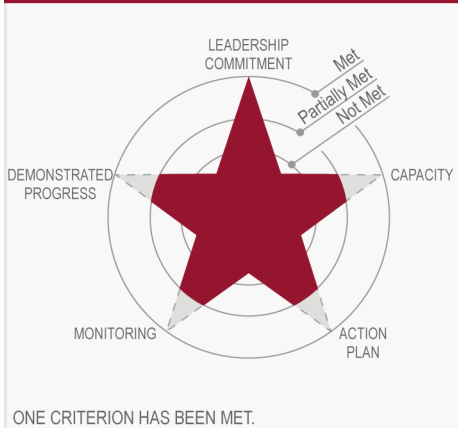 LEADERSHIP
COMMITMENT
Met
Partially Met
Not Met
DEMONSTRATED
PROGRESS
CAPACITY
MONITORING
ACTION
PLAN
ONE CRITERION HAS BEEN MET.